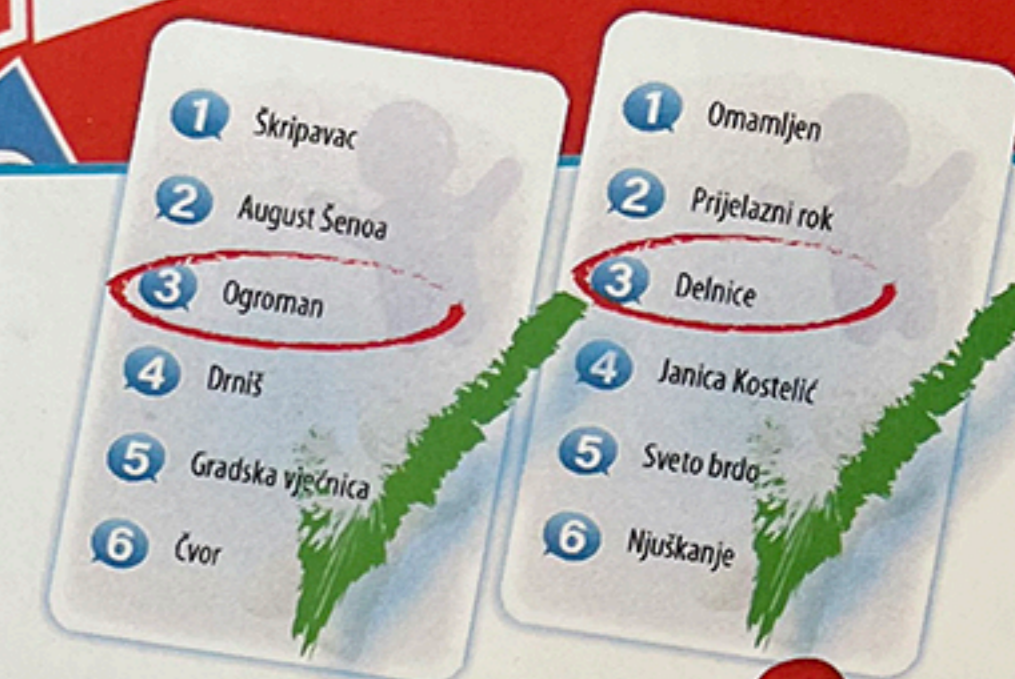 1 Škripavac
2 August Šenoa
3 Ogroman
4 Drniš
5 Gradska vječnica
6 Čvor
1 Omamljen
2 Prijelazni rok
3 Delnice
4 Janica Kostelić
5 Sveto brdo
6 Njuškanje